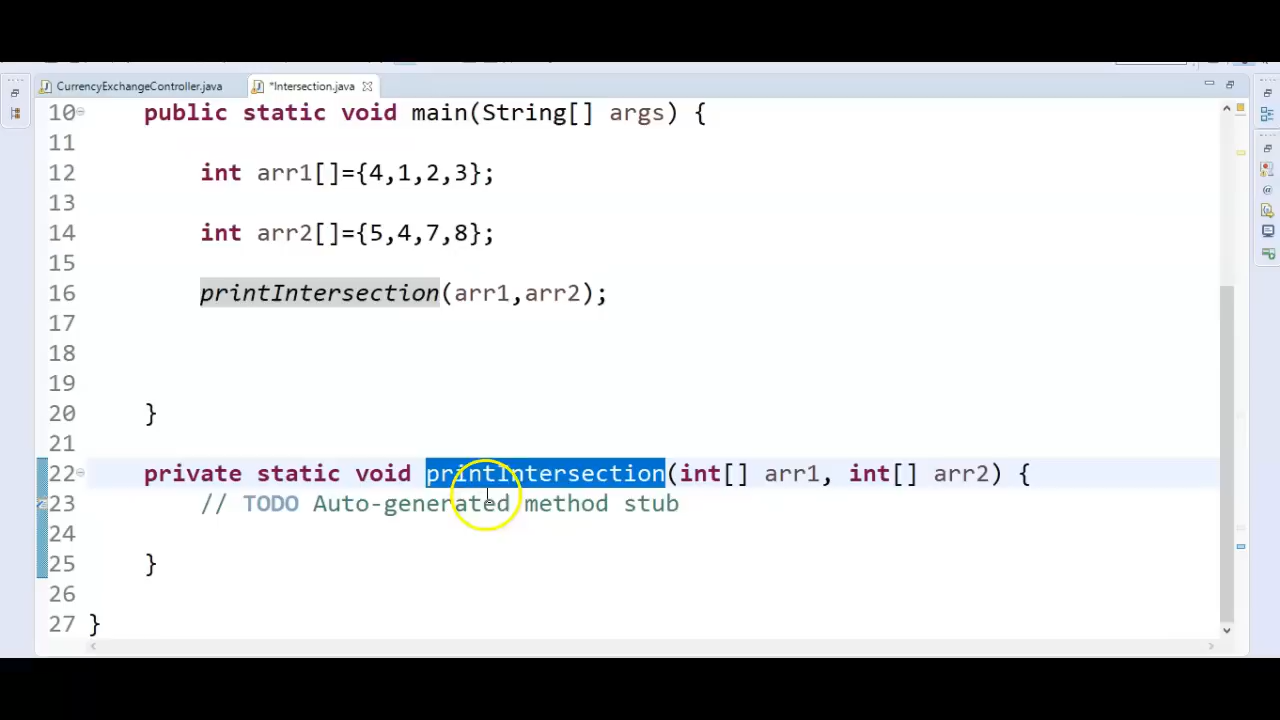 CurrencyExchangeController.java
*Intersection.java
10 public static void main(String[] args) {
11
12 int arr1[]={4,1,2,3};
13
14 int arr2[]={5,4,7,8};
15
16 printIntersection(arr1,arr2);
17
18
19
20 }
21
22 private static void printIntersection(int[] arr1, int[] arr2) {
23 // TODO Auto-generated method stub
24
25 }
26
27 }